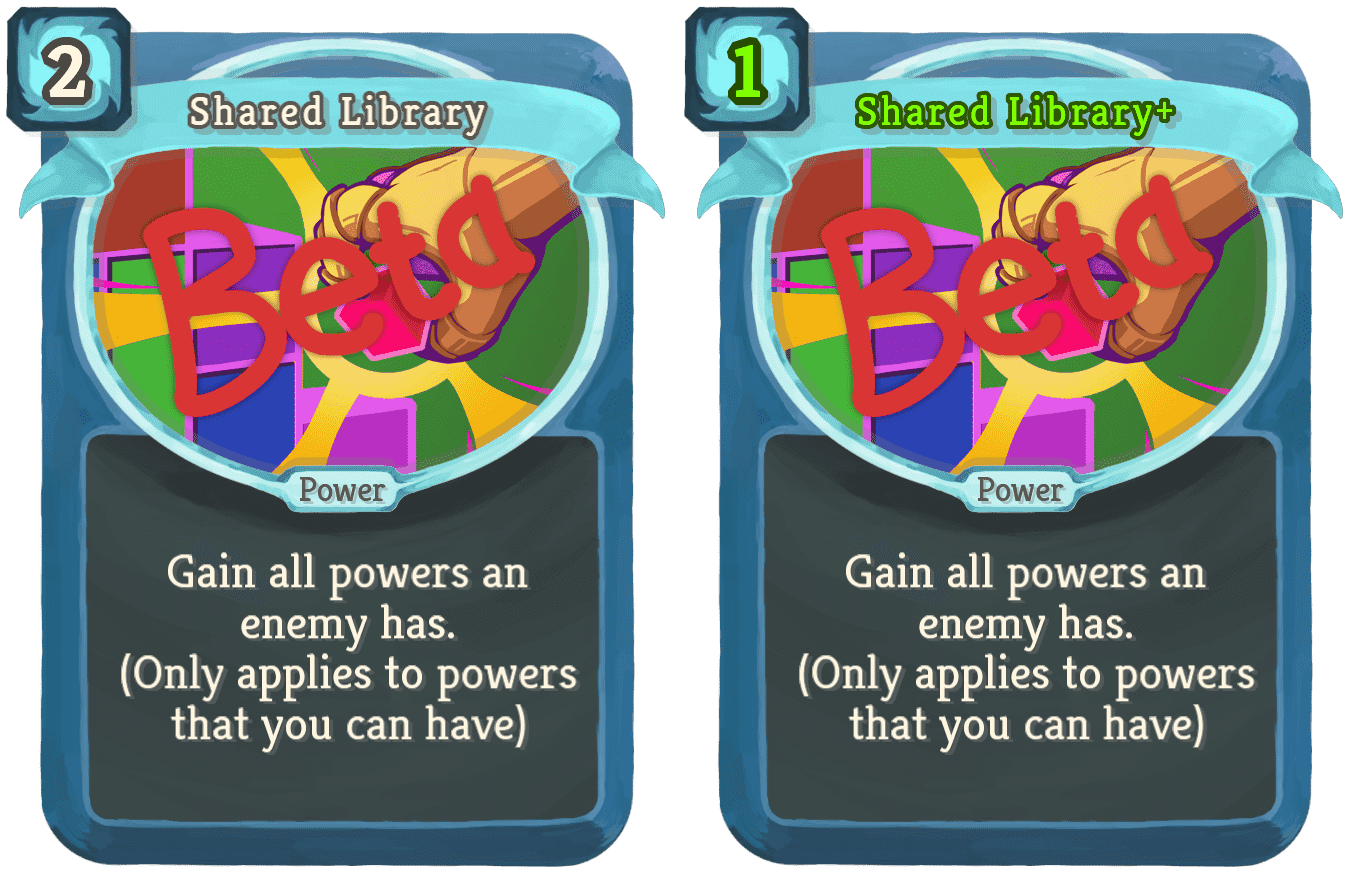 2
Shared Library
Beta
Power
Gain all powers an
enemy has.
(Only applies to powers
that you can have)
1
Shared Library+
Beta
Power
Gain all powers an
enemy has.
(Only applies to powers
that you can have)